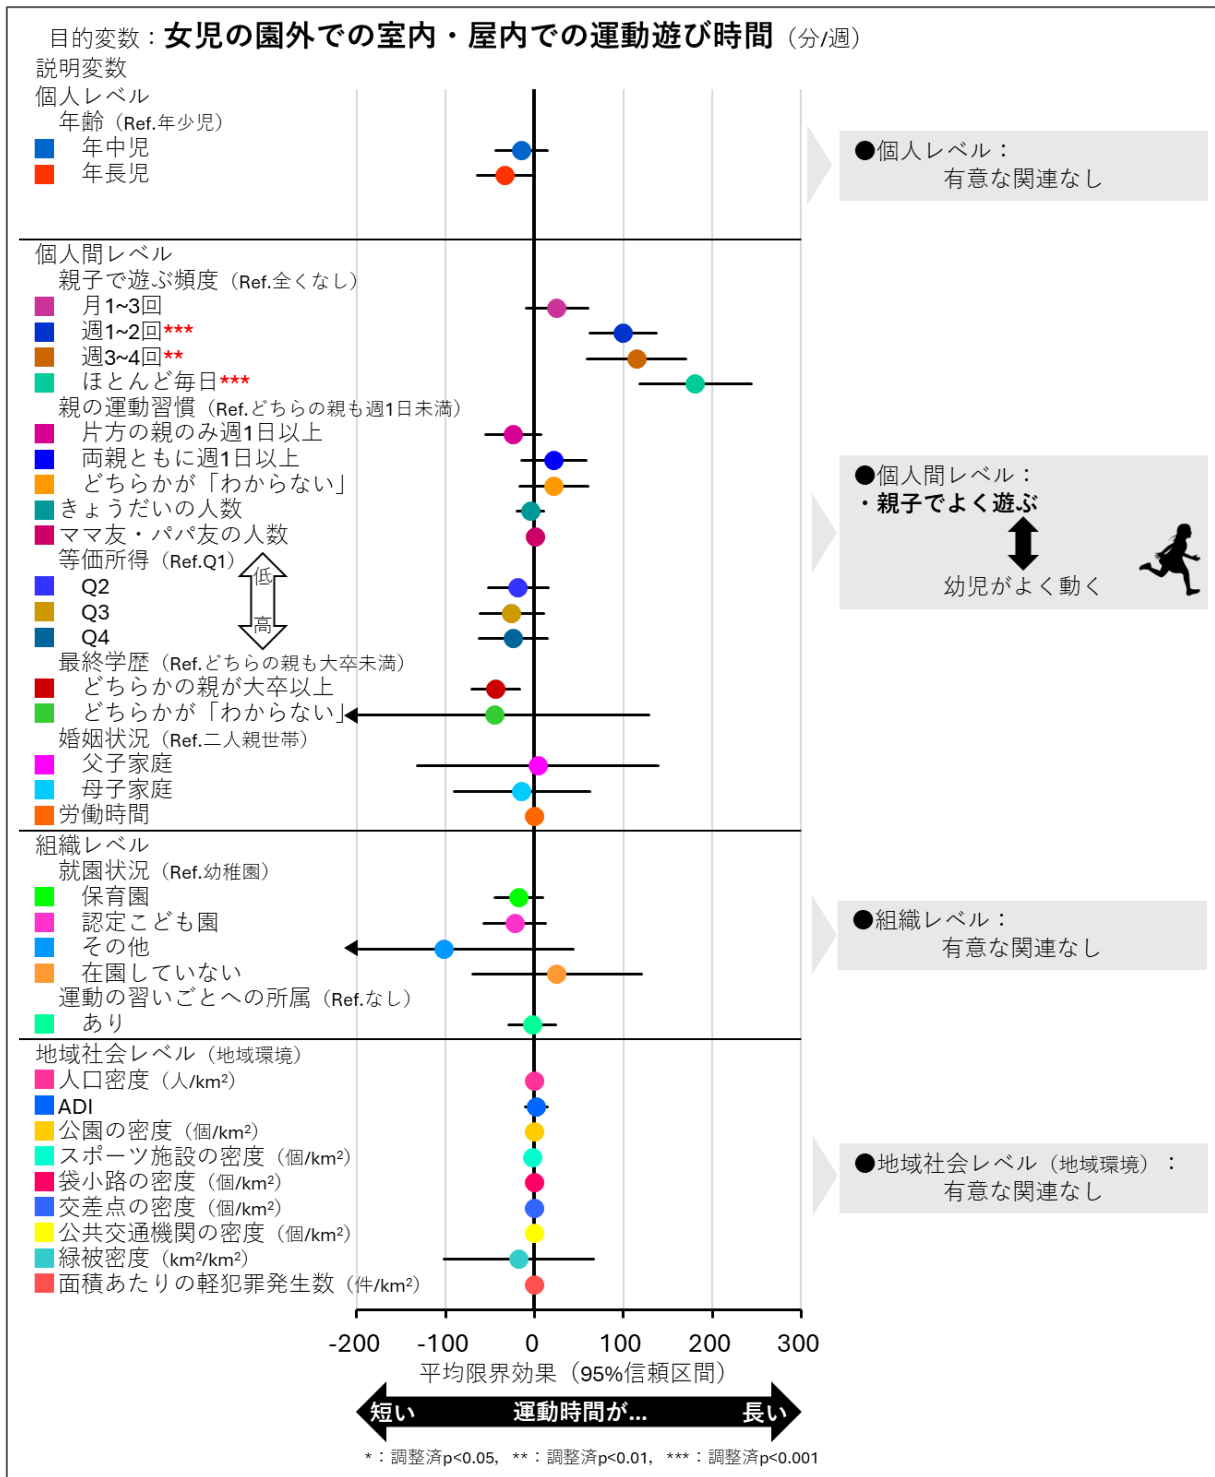 目的変数：女児の園外での室内・屋内での運動遊び時間（分/週）
説明変数
個人レベル
年齢（Ref.年少児）
年中児
年長児
●個人レベル：
有意な関連なし
個人間レベル
親子で遊ぶ頻度（Ref.全くなし）
月1~3回
週1~2回***
週3~4回**
ほとんど毎日***
親の運動習慣（Ref.どちらの親も週1日未満）
片方の親のみ週1日以上
両親ともに週1日以上
どちらかが「わからない」
きょうだいの人数
ママ友・パパ友の人数
等価所得（Ref.Q1）
低
Q2
Q3
高
Q4
最終学歴（Ref.どちらの親も大卒未満）
どちらかの親が大卒以上
どちらかが「わからない」
婚姻状況（Ref.二人親世帯）
父子家庭
母子家庭
労働時間
●個人間レベル：
・親子でよく遊ぶ
幼児がよく動く
組織レベル
就園状況（Ref.幼稚園）
保育園
認定こども園
その他
在園していない
運動の習いごとへの所属（Ref.なし）
あり
●組織レベル：
有意な関連なし
地域社会レベル（地域環境）
人口密度（人/km²）
ADI
公園の密度（個/km²）
スポーツ施設の密度（個/km²）
袋小路の密度（個/km²）
交差点の密度（個/km²）
公共交通機関の密度（個/km²）
緑被密度（km²/km²）
面積あたりの軽犯罪発生数（件/km²）
●地域社会レベル（地域環境）：
有意な関連なし
-200 -100 0 100 200 300
平均限界効果（95%信頼区間）
短い 運動時間が... 長い
*：調整済p<0.05, **：調整済p<0.01, ***：調整済p<0.001